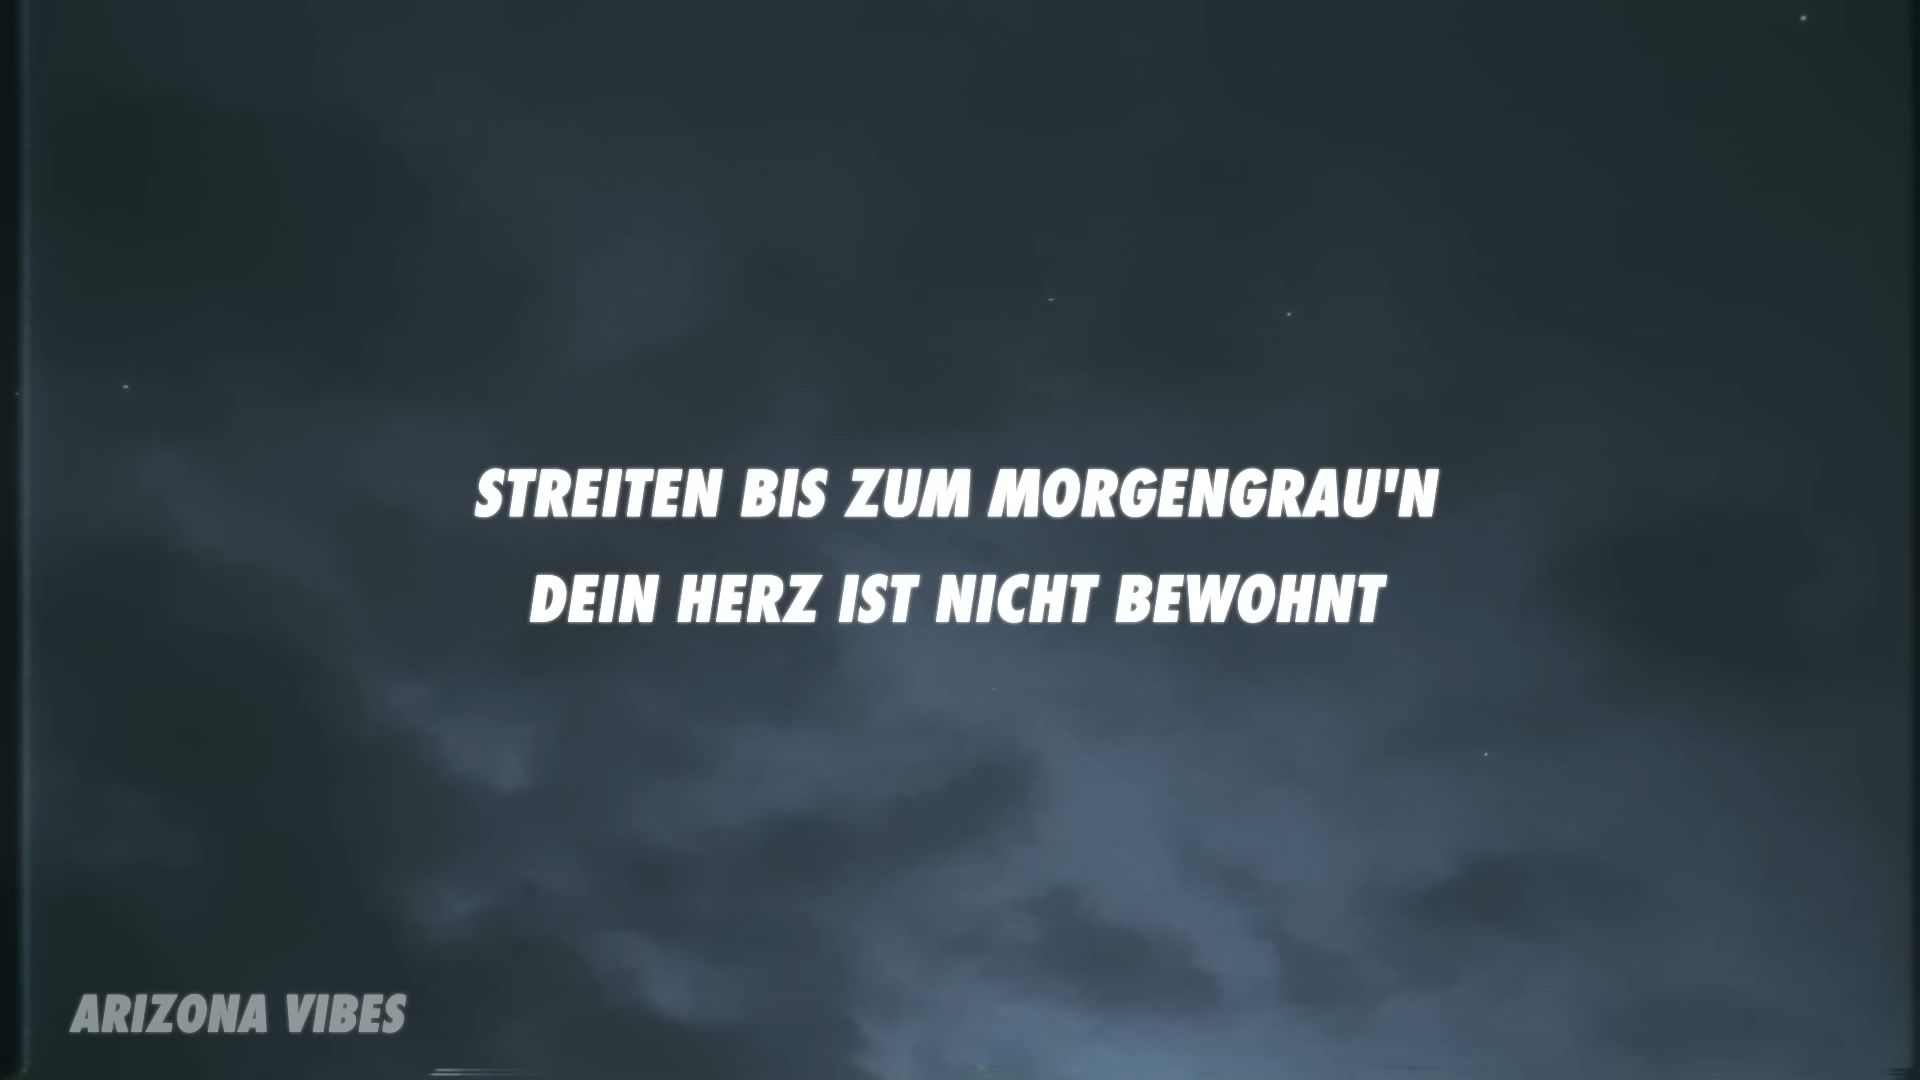 STREITEN BIS ZUM MORGENGRAU'N
DEIN HERZ IST NICHT BEWOHNT
ARIZONA VIBES